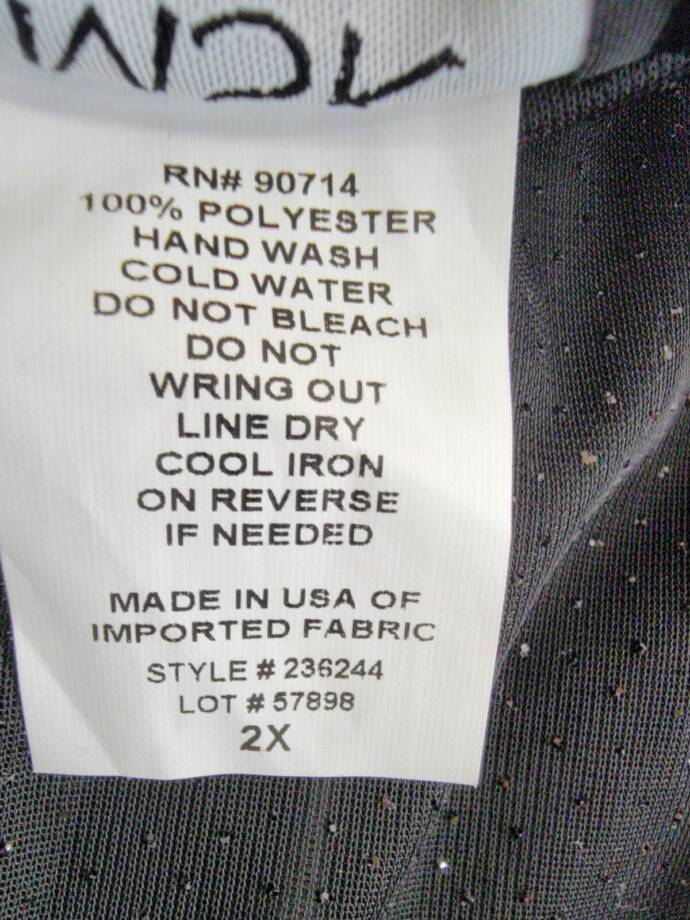 RN# 90714
100% POLYESTER
HAND WASH
COLD WATER
DO NOT BLEACH
DO NOT
WRING OUT
LINE DRY
COOL IRON
ON REVERSE
IF NEEDED
MADE IN USA OF
IMPORTED FABRIC
STYLE # 236244
LOT # 57898
2X